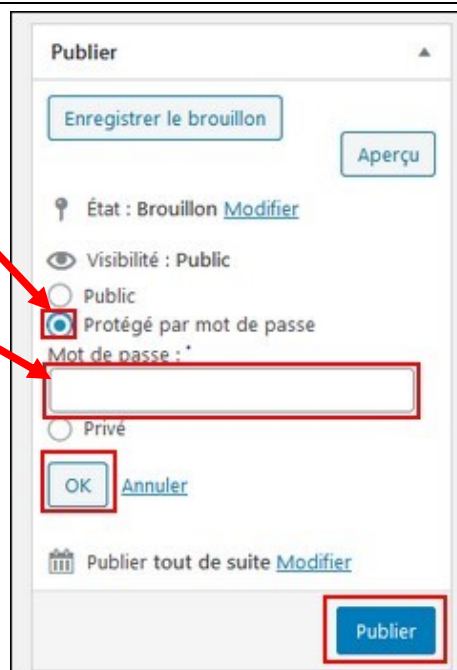 Publier
Enregistrer le brouillon
Aperçu
État : Brouillon Modifier
Visibilité : Public
Public
Protégé par mot de passe
Mot de passe :
Privé
OK Annuler
Publier tout de suite Modifier
Publier